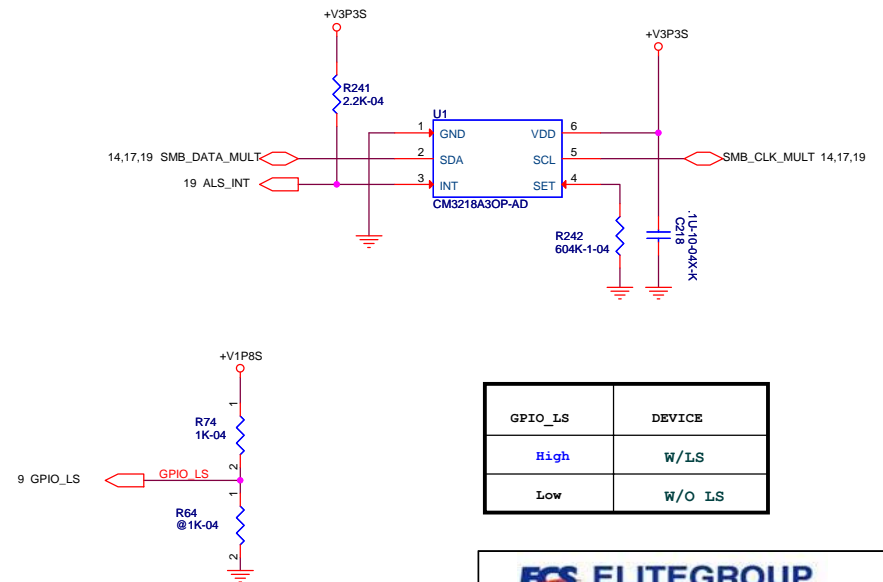 +V3P3S
+V3P3S
R241
2.2K-04
U1
1 GND VDD 6
14,17,19 SMB_DATA_MULT 2 SDA SCL 5 SMB_CLK_MULT 14,17,19
19 ALS_INT 3 INT SET 4
CM3218A3OP-AD
R242
604K-1-04
.1U-10-04X-K
C218
+V1P8S
1
R74
1K-04
2
9 GPIO_LS GPIO_LS
1
R64
@1K-04
2
GPIO_LS DEVICE
High W/LS
Low W/O LS
ECS ELITEGROUP